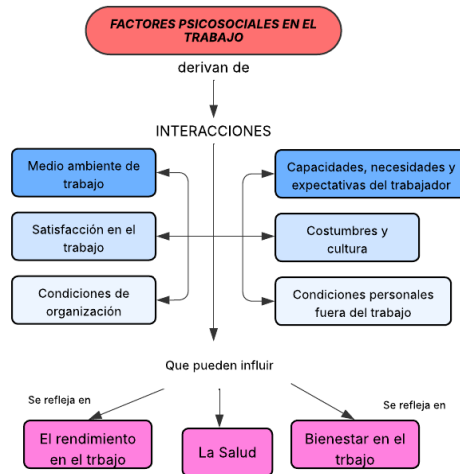 FACTORES PSICOSOCIALES EN EL
TRABAJO
derivan de
INTERACCIONES
Medio ambiente de
trabajo
Capacidades, necesidades y
expectativas del trabajador
Satisfacción en el
trabajo
Costumbres y
cultura
Condiciones de
organización
Condiciones personales
fuera del trabajo
Que pueden influir
Se refleja en
Se refleja en
El rendimiento
en el trbajo
La Salud
Bienestar en el
trbajo